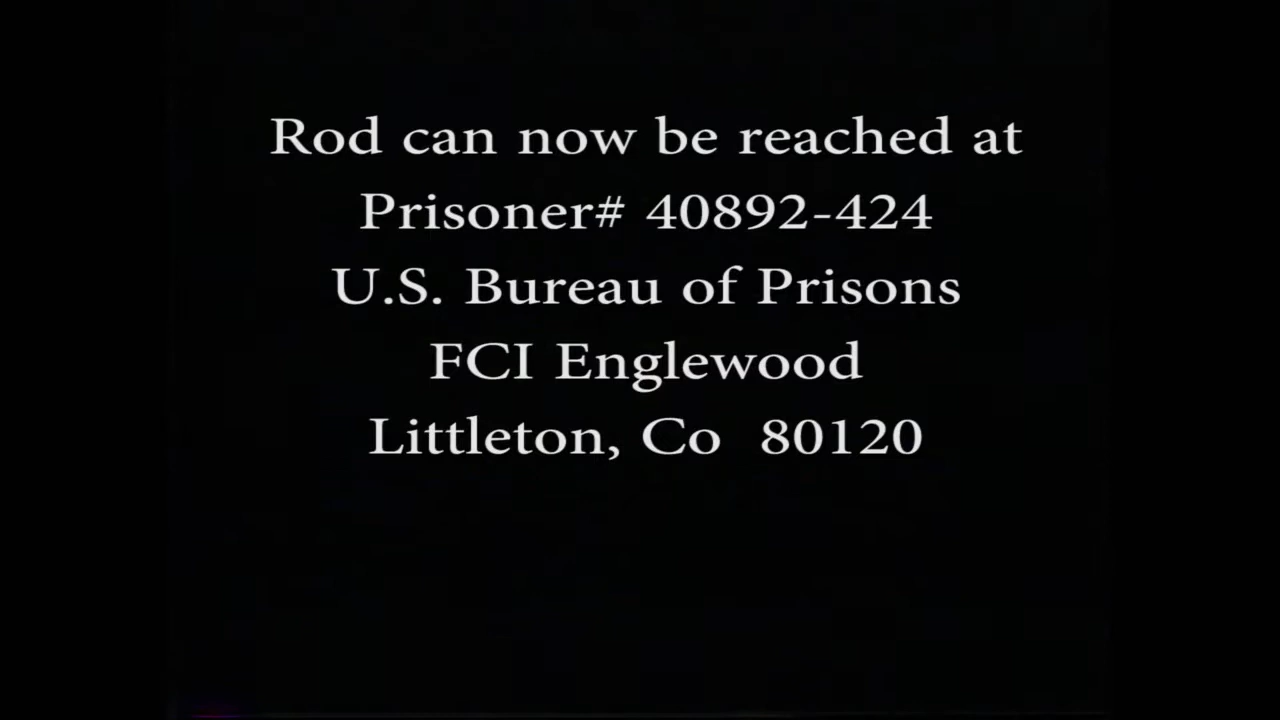 Rod can now be reached at
Prisoner# 40892-424
U.S. Bureau of Prisons
FCI Englewood
Littleton, Co  80120